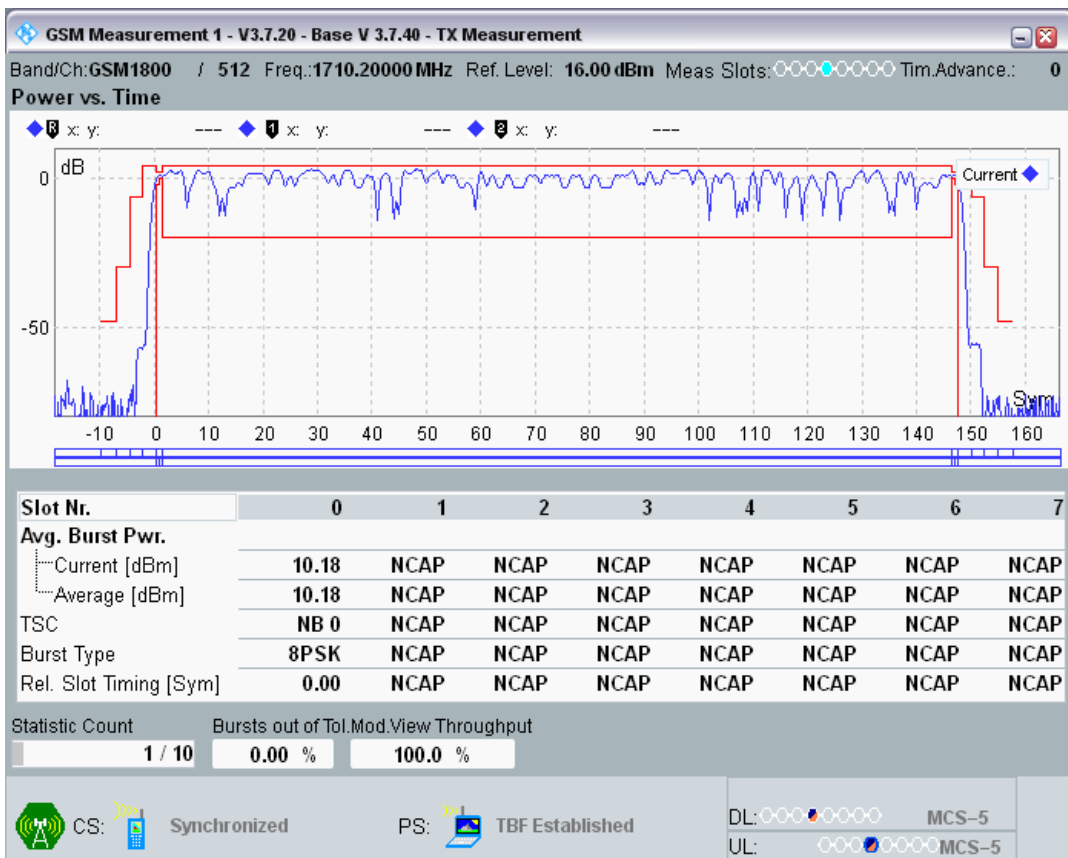 GSM Measurement 1 - V3.7.20 - Base V 3.7.40 - TX Measurement
Band/Ch:GSM1800 / 512 Freq.:1710.20000 MHz Ref. Level: 16.00 dBm Meas Slots: Tim.Advance.: 0
Power vs. Time
R x: y: --- 1 x: y: --- 2 x: y: ---
dB
Current
0
-50
Sym
-10 0 10 20 30 40 50 60 70 80 90 100 110 120 130 140 150 160
Slot Nr. 0 1 2 3 4 5 6 7
Avg. Burst Pwr.
Current [dBm] 10.18 NCAP NCAP NCAP NCAP NCAP NCAP NCAP
Average [dBm] 10.18 NCAP NCAP NCAP NCAP NCAP NCAP NCAP
TSC NB 0 NCAP NCAP NCAP NCAP NCAP NCAP NCAP
Burst Type 8PSK NCAP NCAP NCAP NCAP NCAP NCAP NCAP
Rel. Slot Timing [Sym] 0.00 NCAP NCAP NCAP NCAP NCAP NCAP NCAP
Statistic Count Bursts out of Tol. Mod.View Throughput
1 / 10 0.00 % 100.0 %
CS: Synchronized PS: TBF Established DL: MCS-5
UL: MCS-5